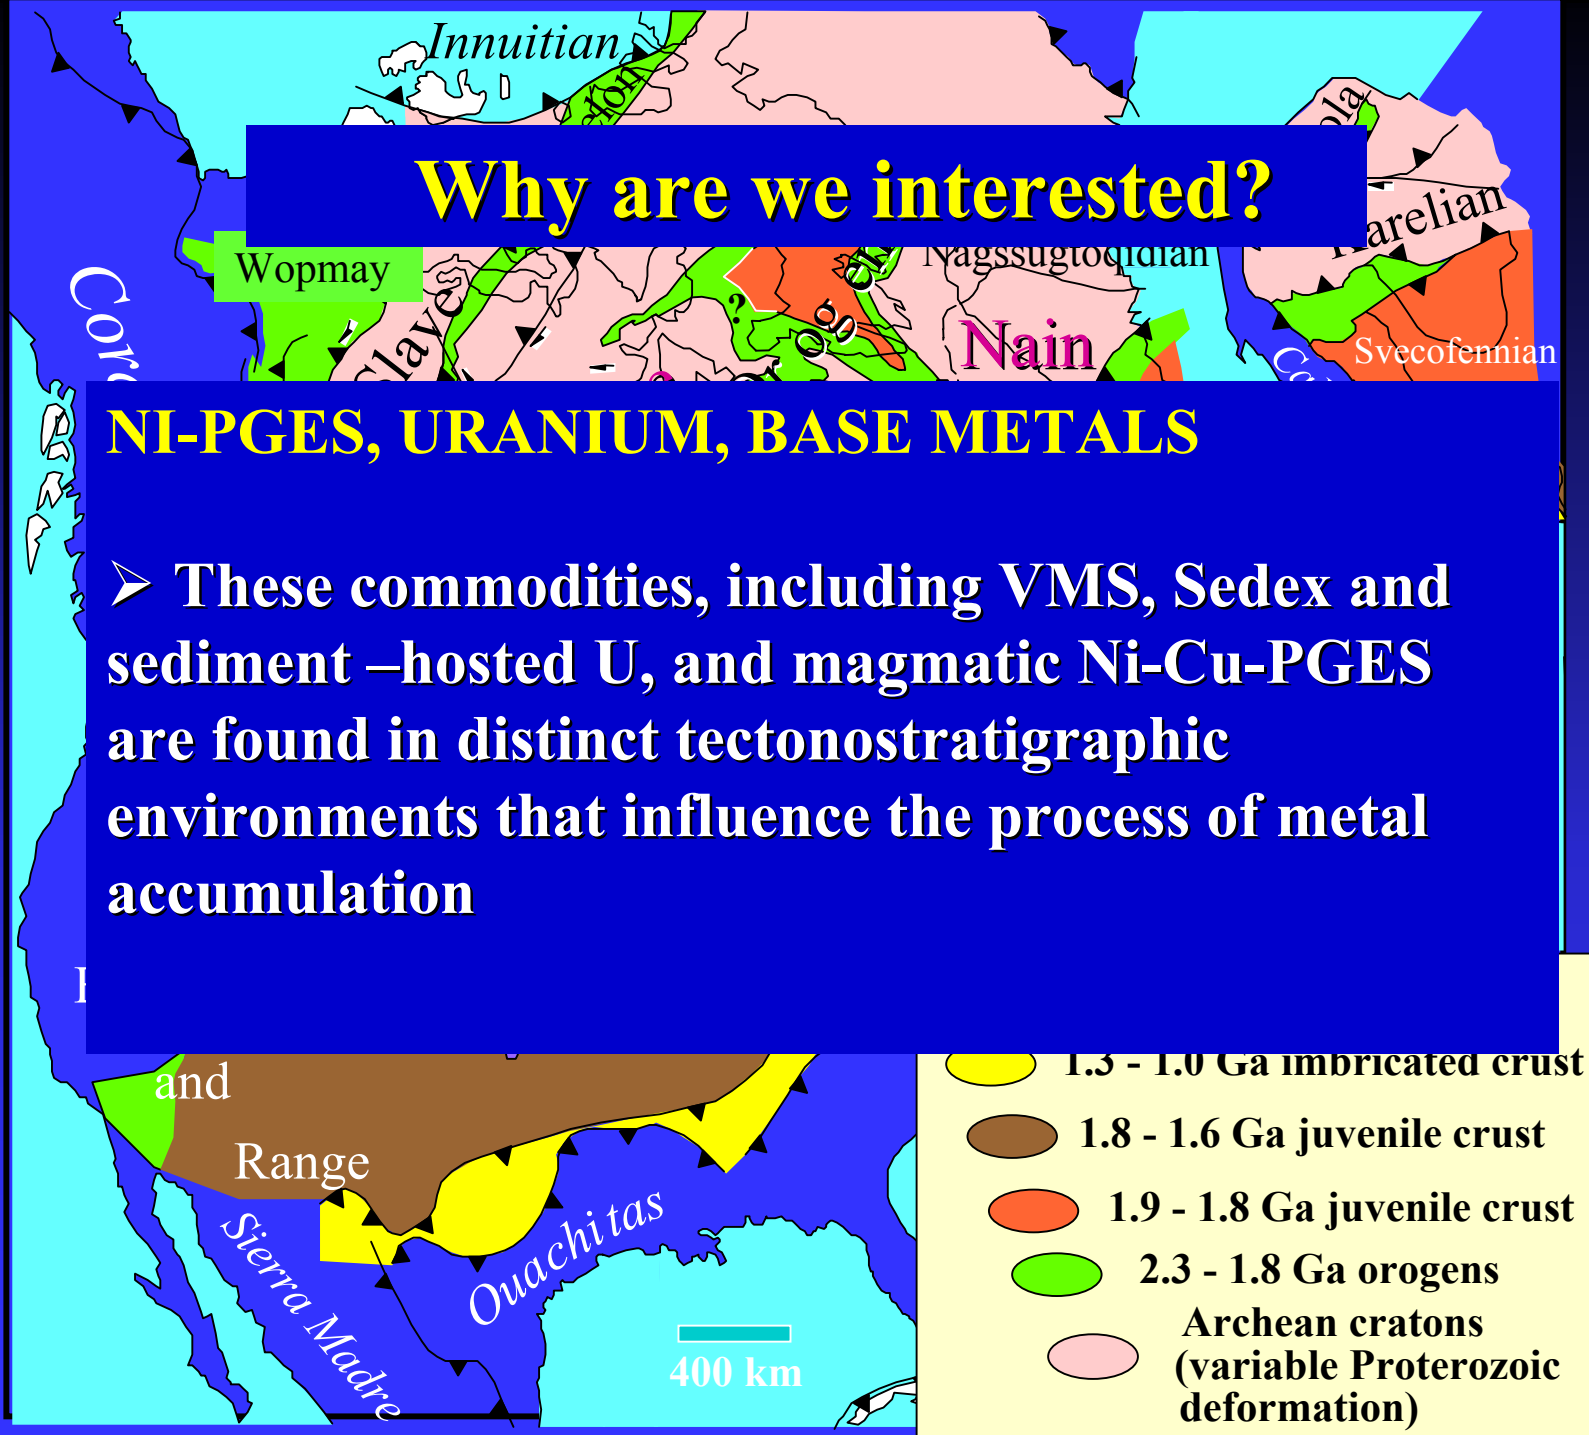 Innuitian
Why are we interested?
Wopmay
Nagssugtoqidian
Karelian
Slave
?
Nain
Svecofennian
NI-PGES, URANIUM, BASE METALS
➢ These commodities, including VMS, Sedex and
sediment –hosted U, and magmatic Ni-Cu-PGES
are found in distinct tectonostratigraphic
environments that influence the process of metal
accumulation
and
Range
Sierra Madre
Ouachitas
400 km
1.3 - 1.0 Ga imbricated crust
1.8 - 1.6 Ga juvenile crust
1.9 - 1.8 Ga juvenile crust
2.3 - 1.8 Ga orogens
Archean cratons
(variable Proterozoic
deformation)